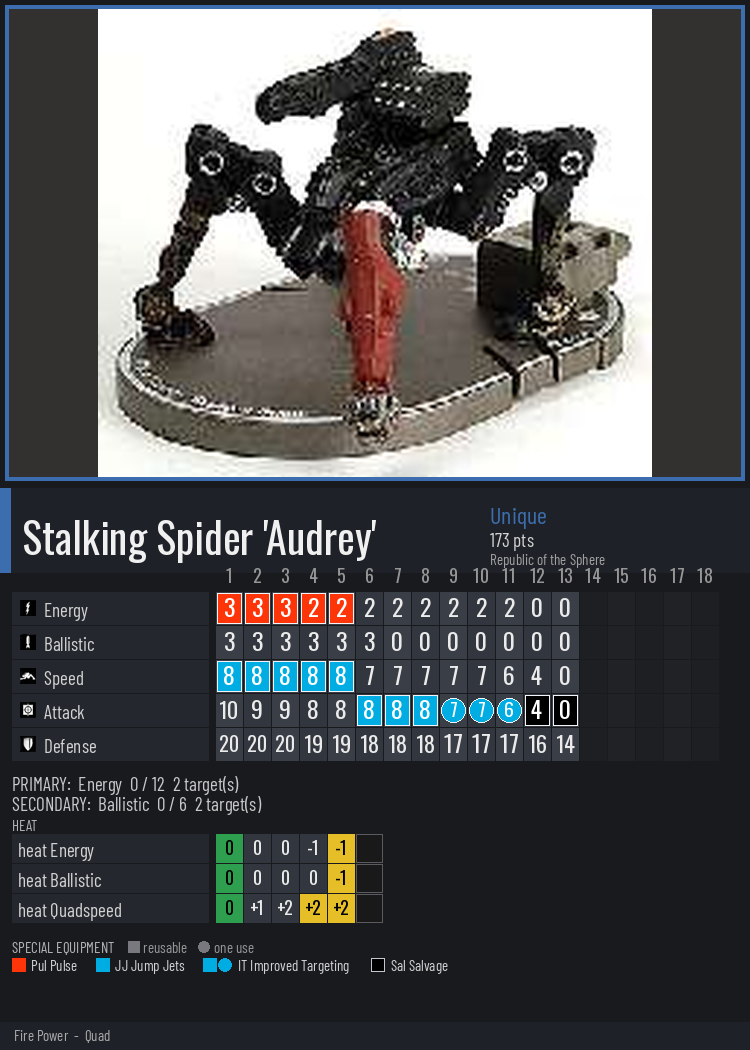 Stalking Spider 'Audrey'
Unique
173 pts
Republic of the Sphere
1 2 3 4 5 6 7 8 9 10 11 12 13 14 15 16 17 18
Energy 3 3 3 2 2 2 2 2 2 2 2 0 0
Ballistic 3 3 3 3 3 3 0 0 0 0 0 0 0
Speed 8 8 8 8 8 7 7 7 7 7 6 4 0
Attack 10 9 9 8 8 8 8 8 7 7 6 4 0
Defense 20 20 20 19 19 18 18 18 17 17 17 16 14
PRIMARY: Energy 0 / 12 2 target(s)
SECONDARY: Ballistic 0 / 6 2 target(s)
HEAT
heat Energy 0 0 0 -1 -1
heat Ballistic 0 0 0 0 -1
heat Quadspeed 0 +1 +2 +2 +2
SPECIAL EQUIPMENT reusable one use
Pul Pulse JJ Jump Jets IT Improved Targeting Sal Salvage
Fire Power - Quad